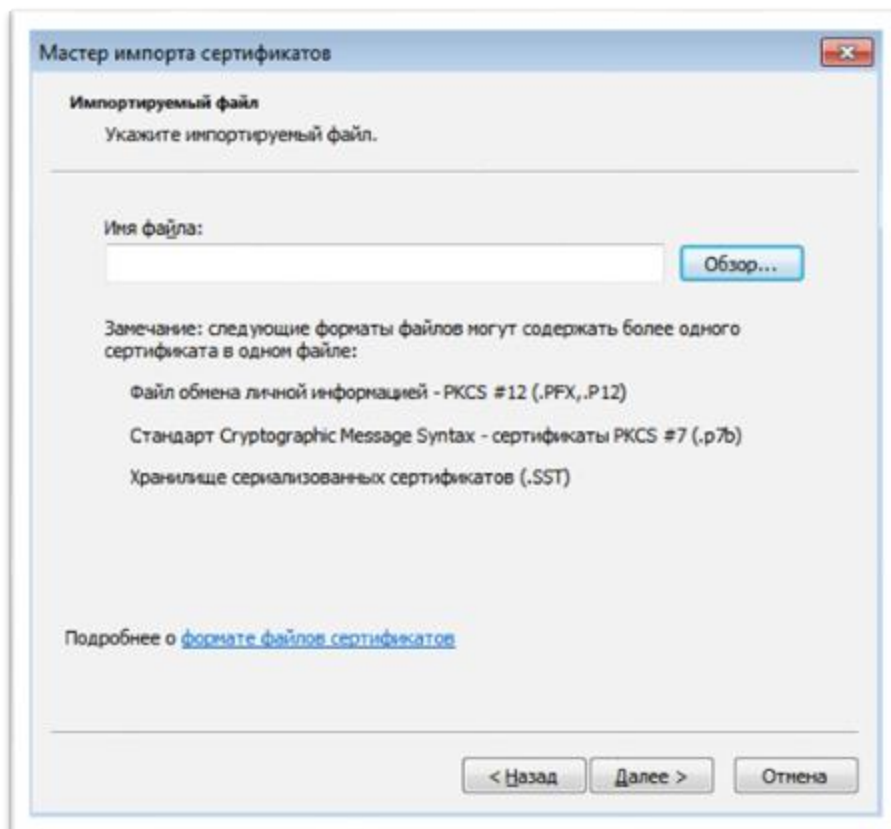 Мастер импорта сертификатов
Импортируемый файл
Укажите импортируемый файл.
Имя файла:
Обзор...
Замечание: следующие форматы файлов могут содержать более одного
сертификата в одном файле:
Файл обмена личной информацией - PKCS #12 (.PFX,.P12)
Стандарт Cryptographic Message Syntax - сертификаты PKCS #7 (.p7b)
Хранилище сериализованных сертификатов (.SST)
Подробнее о формате файлов сертификатов
< Назад Далее > Отмена